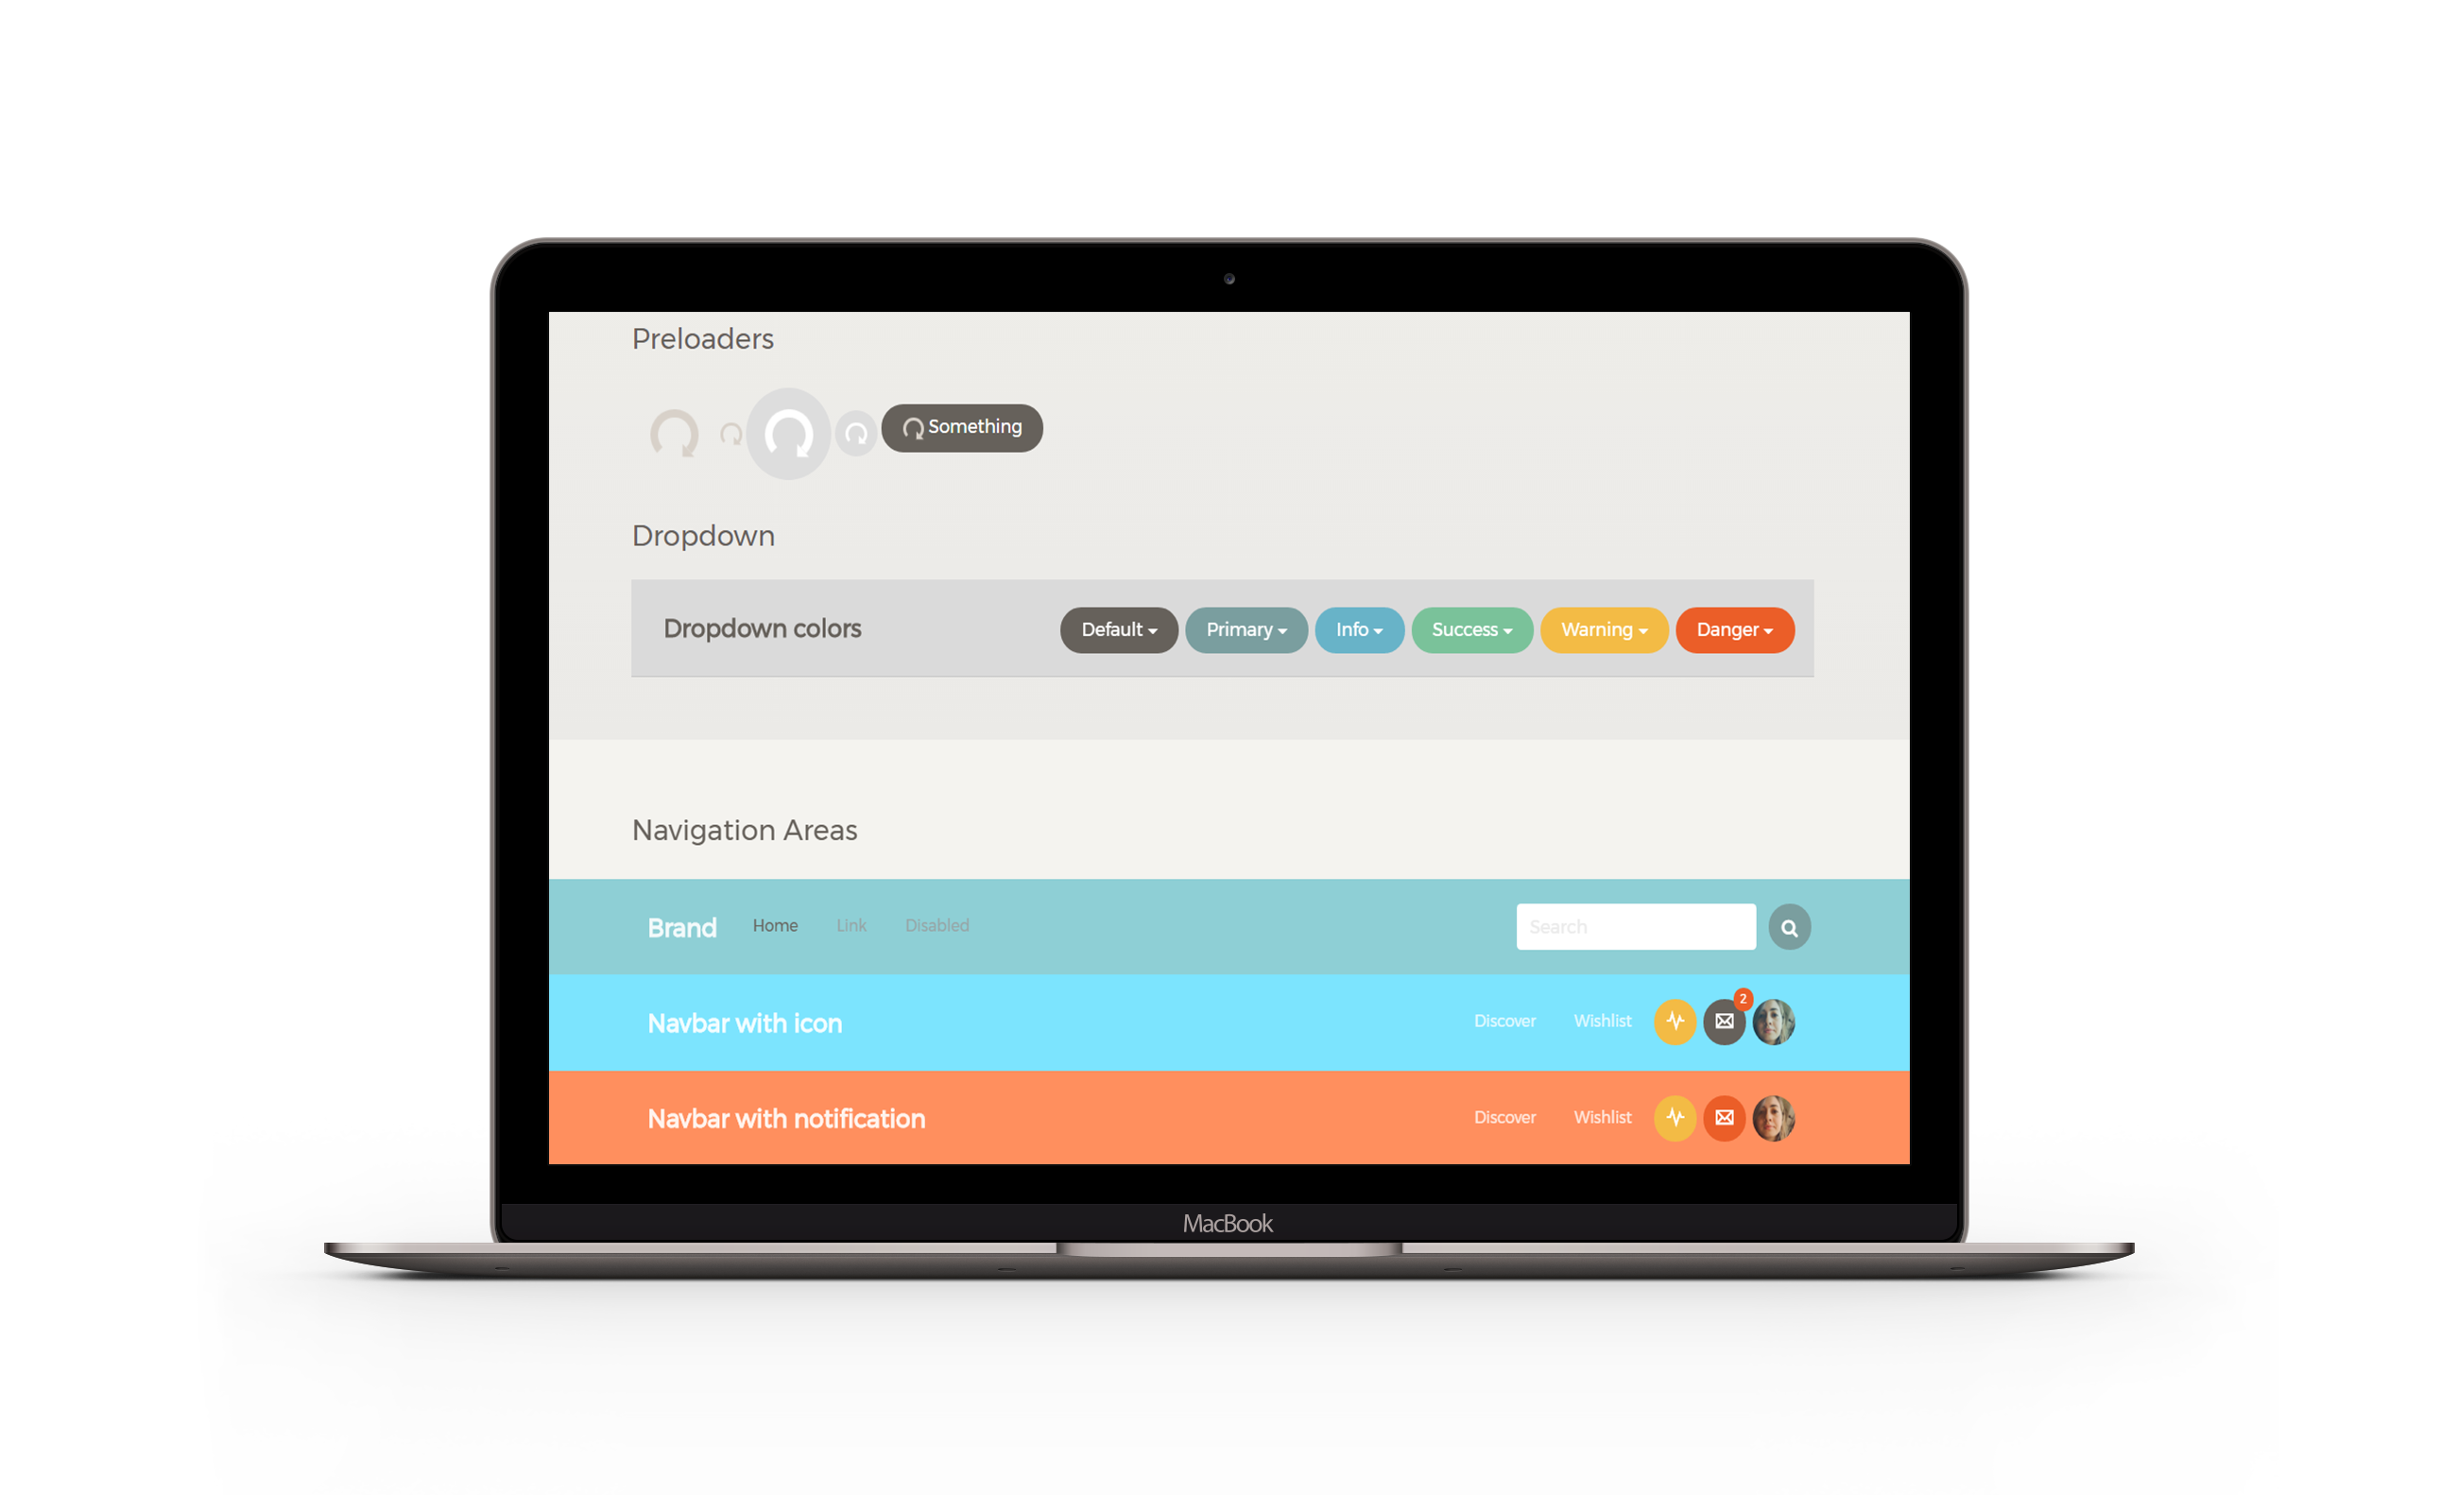 Preloaders
Something
Dropdown
Dropdown colors
Default
Primary
Info
Success
Warning
Danger
Navigation Areas
Brand
Home
Link
Disabled
Search
Navbar with icon
Discover
Wishlist
2
Navbar with notification
Discover
Wishlist
MacBook